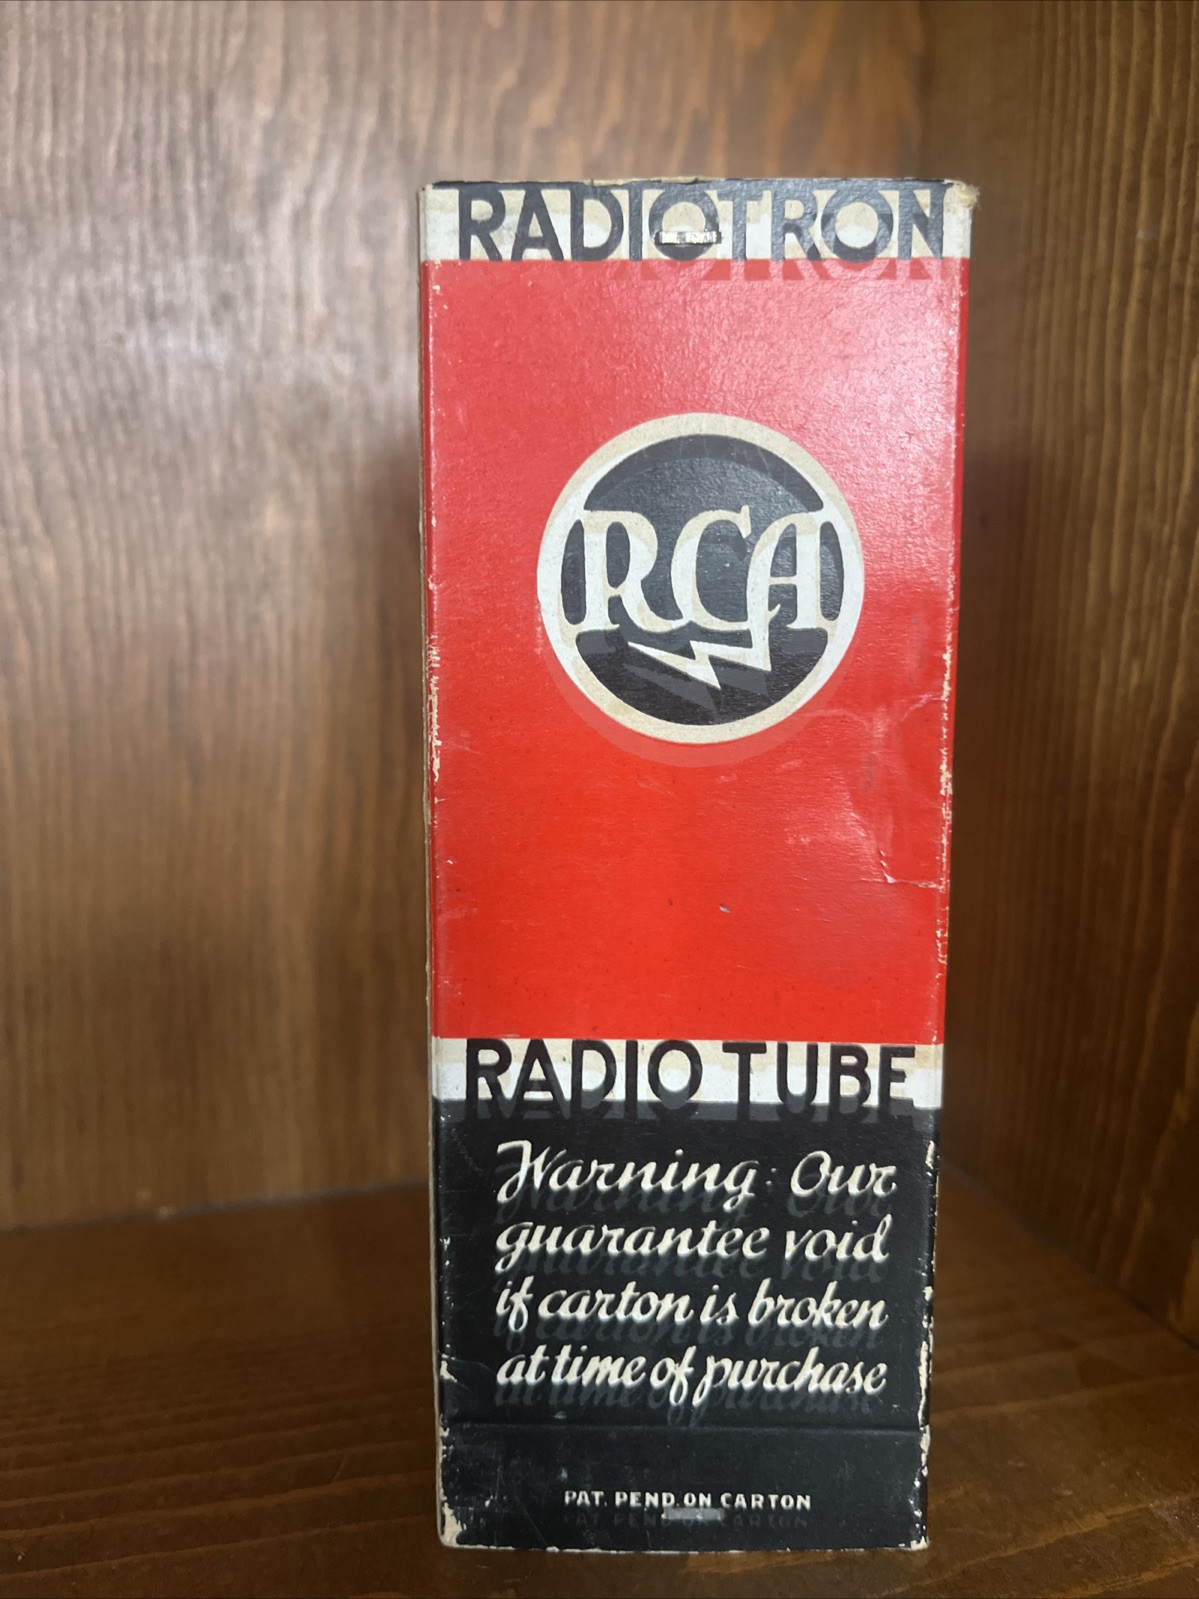 RADIOTRON
RCA
RADIO TUBE
Warning: Our
guarantee void
if carton is broken
at time of purchase
PAT. PEND. ON CARTON